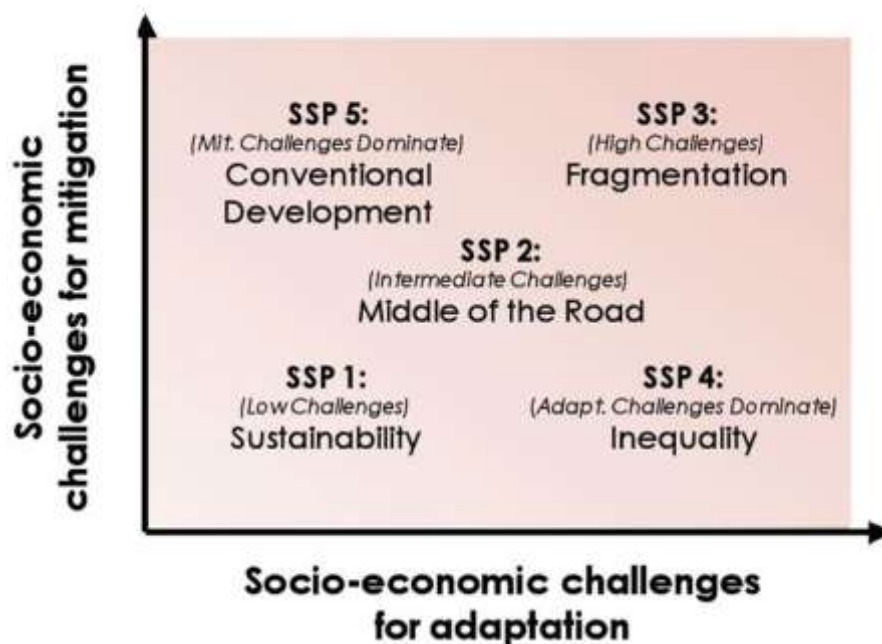 Socio-economic
challenges for mitigation
SSP 5:
(Mit. Challenges Dominate)
Conventional
Development
SSP 3:
(High Challenges)
Fragmentation
SSP 2:
(Intermediate Challenges)
Middle of the Road
SSP 1:
(Low Challenges)
Sustainability
SSP 4:
(Adapt. Challenges Dominate)
Inequality
Socio-economic challenges
for adaptation